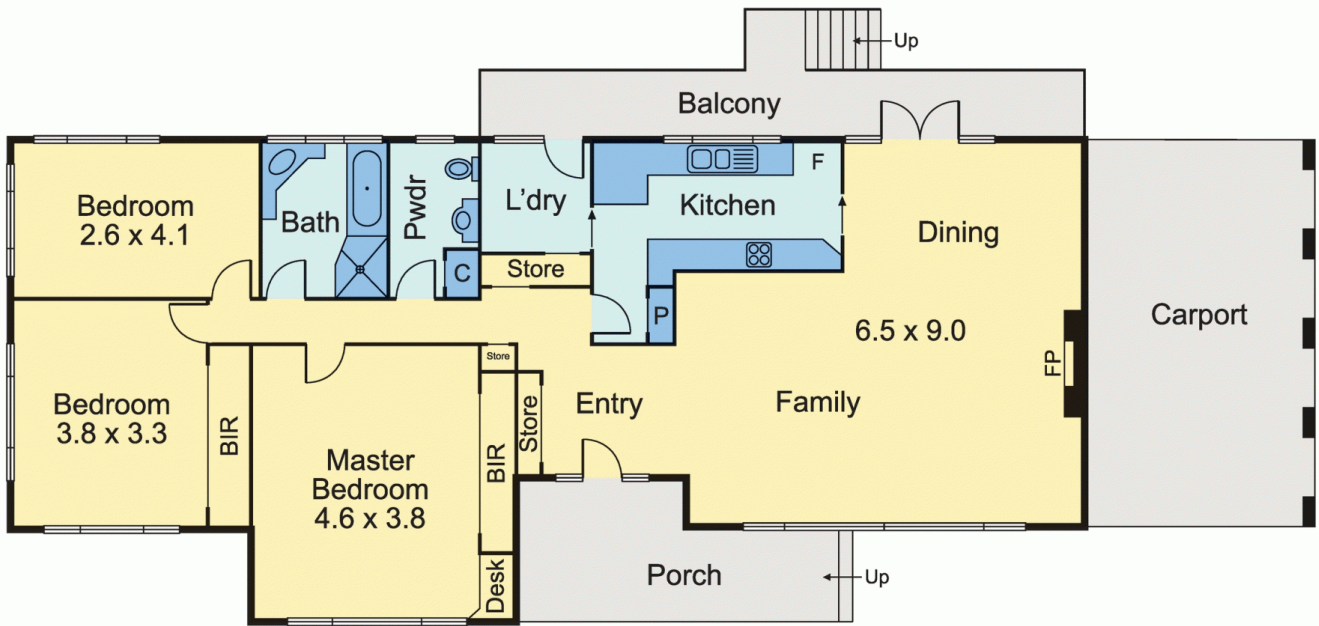 Up
Balcony
Bedroom
2.6 x 4.1
Bath
Pwdr
C
L'dry
Store
Kitchen
F
P
Dining
6.5 x 9.0
Family
FP
Carport
Bedroom
3.8 x 3.3
BIR
Master
Bedroom
4.6 x 3.8
Store
BIR
Store
Desk
Entry
Porch
Up